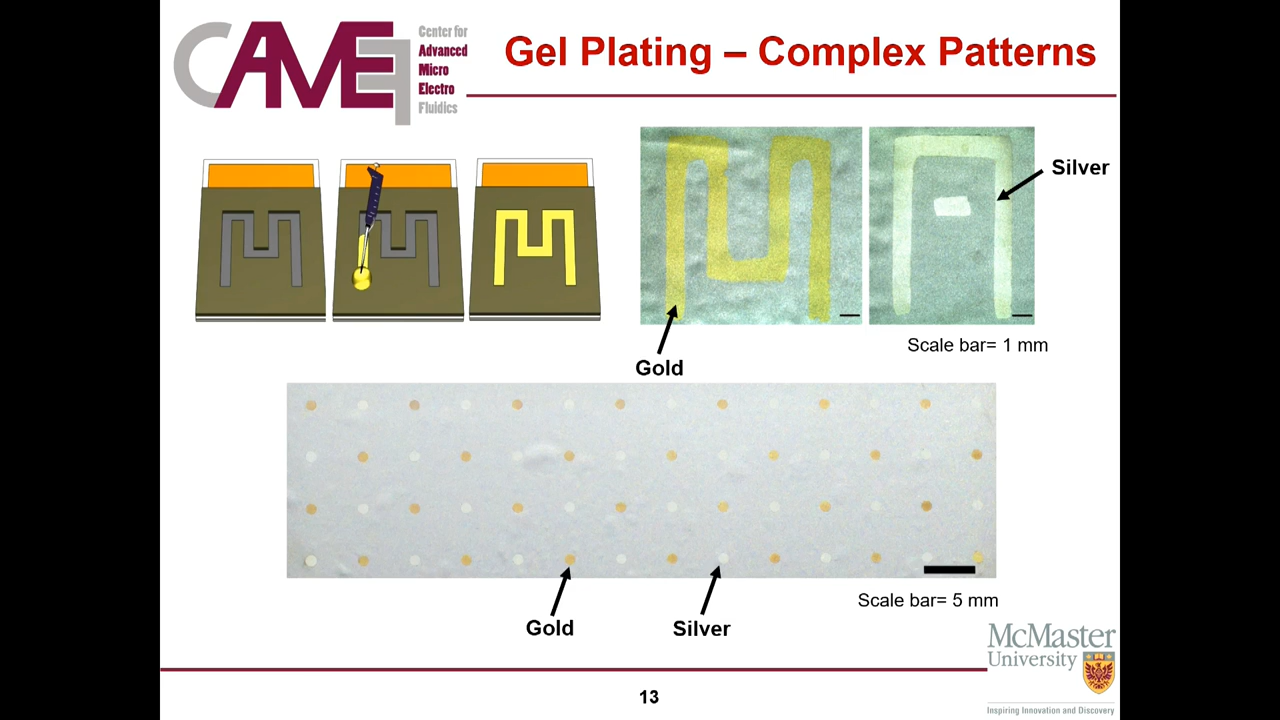 CAMEF
Center for
Advanced
Micro
Electro
Fluidics
Gel Plating – Complex Patterns
Silver
Scale bar= 1 mm
Gold
Gold
Silver
Scale bar= 5 mm
McMaster
University
Inspiring Innovation and Discovery
13